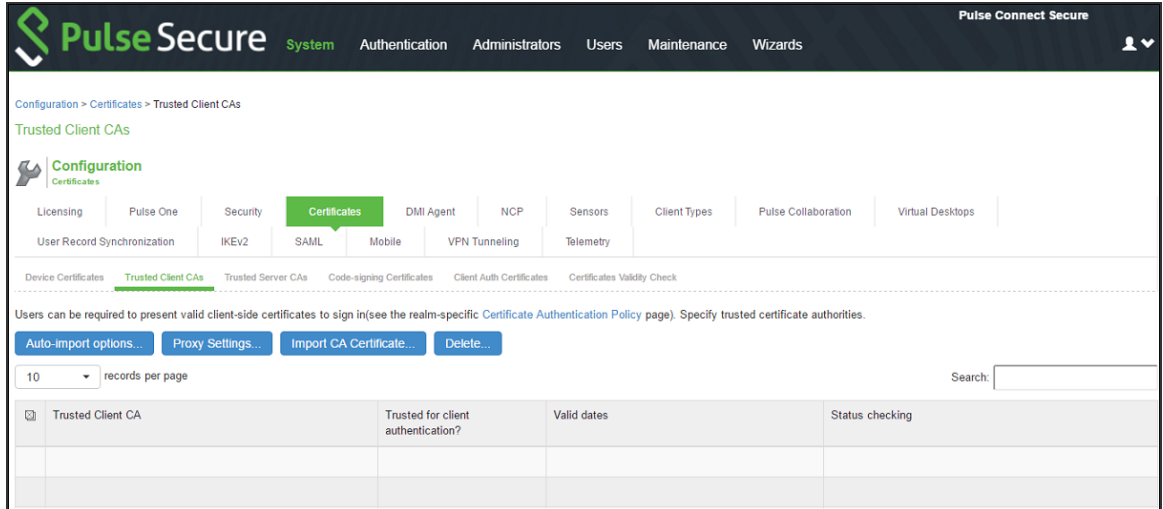 Pulse Connect Secure
Pulse Secure System Authentication Administrators Users Maintenance Wizards
Configuration > Certificates > Trusted Client CAs
Trusted Client CAs
Configuration
Certificates
Licensing Pulse One Security Certificates DMI Agent NCP Sensors Client Types Pulse Collaboration Virtual Desktops
User Record Synchronization IKEv2 SAML Mobile VPN Tunneling Telemetry
Device Certificates Trusted Client CAs Trusted Server CAs Code-signing Certificates Client Auth Certificates Certificates Validity Check
Users can be required to present valid client-side certificates to sign in(see the realm-specific Certificate Authentication Policy page). Specify trusted certificate authorities.
Auto-import options... Proxy Settings... Import CA Certificate... Delete...
10 records per page Search:
Trusted Client CA Trusted for client Valid dates Status checking
authentication?